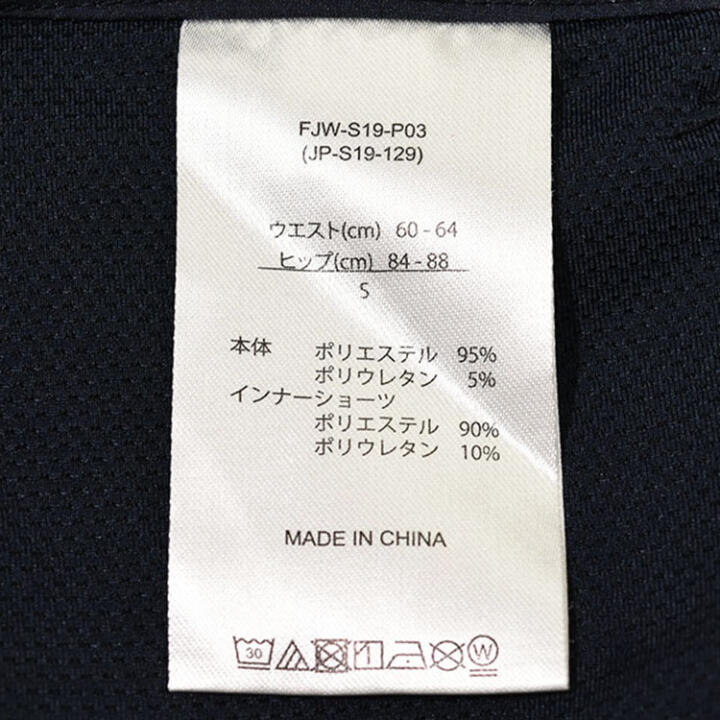 FJW-S19-P03
(JP-S19-129)
ウエスト(cm) 60 - 64
ヒップ(cm) 84 - 88
S
本体 ポリエステル 95%
ポリウレタン 5%
インナーショーツ
ポリエステル 90%
ポリウレタン 10%
MADE IN CHINA
30 W